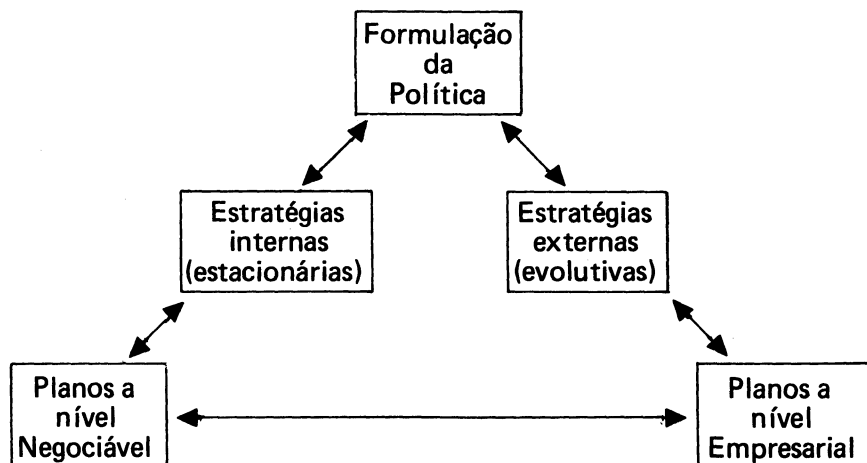 Formulação
da
Política
Estratégias
internas
(estacionárias)
Estratégias
externas
(evolutivas)
Planos a
nível
Negociável
Planos a
nível
Empresarial